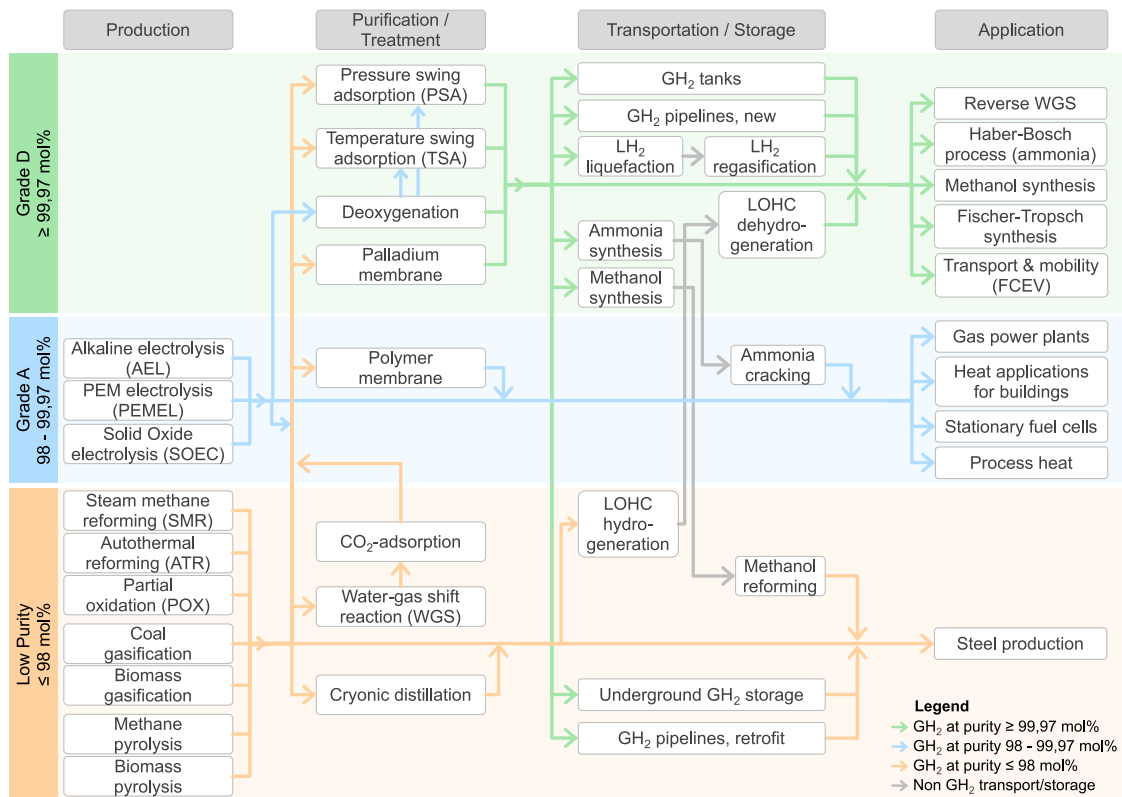 Production
Purification /
Treatment
Transportation / Storage
Application
Grade D
≥ 99,97 mol%
Pressure swing
adsorption (PSA)
Temperature swing
adsorption (TSA)
Deoxygenation
Palladium
membrane
GH₂ tanks
GH₂ pipelines, new
LH₂
liquefaction
LH₂
regasification
LOHC
dehydro-
generation
Ammonia
synthesis
Methanol
synthesis
Reverse WGS
Haber-Bosch
process (ammonia)
Methanol synthesis
Fischer-Tropsch
synthesis
Transport & mobility
(FCEV)
Grade A
98 - 99,97 mol%
Alkaline electrolysis
(AEL)
PEM electrolysis
(PEMEL)
Solid Oxide
electrolysis (SOEC)
Polymer
membrane
Ammonia
cracking
Gas power plants
Heat applications
for buildings
Stationary fuel cells
Process heat
Low Purity
≤ 98 mol%
Steam methane
reforming (SMR)
Autothermal
reforming (ATR)
Partial
oxidation (POX)
Coal
gasification
Biomass
gasification
Methane
pyrolysis
Biomass
pyrolysis
CO₂-adsorption
Water-gas shift
reaction (WGS)
Cryonic distillation
LOHC
hydro-
generation
Methanol
reforming
Underground GH₂ storage
GH₂ pipelines, retrofit
Steel production
Legend
GH₂ at purity ≥ 99,97 mol%
GH₂ at purity 98 - 99,97 mol%
GH₂ at purity ≤ 98 mol%
Non GH₂ transport/storage